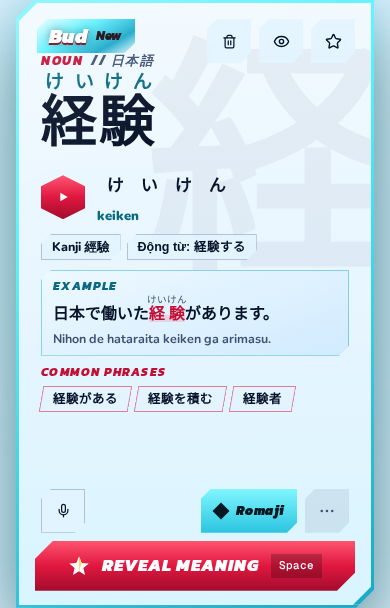 Bud New
NOUN // 日本語
けいけん
経験
けいけん
keiken
Kanji 經驗
Động từ: 経験する
EXAMPLE
けいけん
日本で働いた経験があります。
Nihon de hataraita keiken ga arimasu.
COMMON PHRASES
経験がある 経験を積む 経験者
Romaji ...
REVEAL MEANING Space